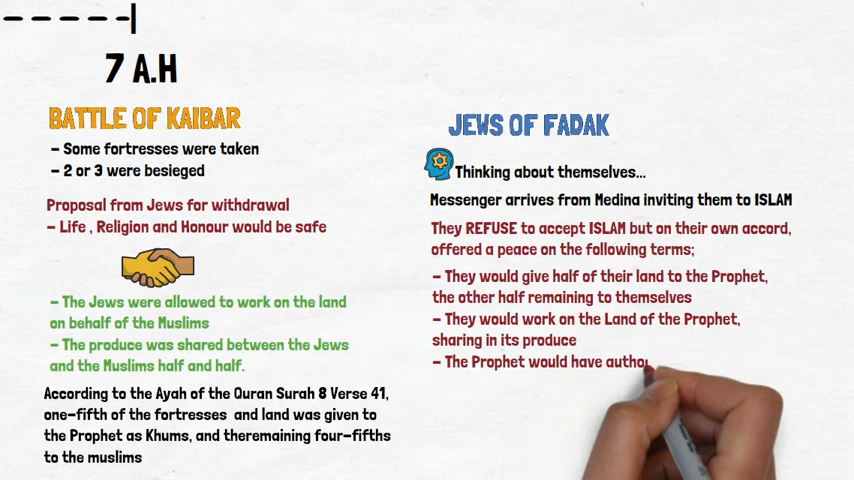 7 A.H
BATTLE OF KAIBAR
- Some fortresses were taken
- 2 or 3 were besieged
Proposal from Jews for withdrawal
- Life , Religion and Honour would be safe
- The Jews were allowed to work on the land
on behalf of the Muslims
- The produce was shared between the Jews
and the Muslims half and half.
According to the Ayah of the Quran Surah 8 Verse 41,
one-fifth of the fortresses and land was given to
the Prophet as Khums, and theremaining four-fifths
to the muslims
JEWS OF FADAK
Thinking about themselves...
Messenger arrives from Medina inviting them to ISLAM
They REFUSE to accept ISLAM but on their own accord,
offered a peace on the following terms;
- They would give half of their land to the Prophet,
the other half remaining to themselves
- They would work on the Land of the Prophet,
sharing in its produce
- The Prophet would have autho